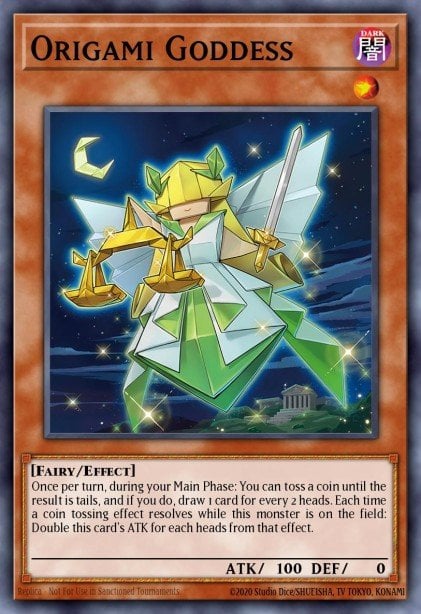 Origami Goddess
DARK
闇
[Fairy/Effect]
Once per turn, during your Main Phase: You can toss a coin until the
result is tails, and if you do, draw 1 card for every 2 heads. Each time
a coin tossing effect resolves while this monster is on the field:
Double this card's ATK for each heads from that effect.
ATK/ 100 DEF/ 0
Replica - Not For Use in Sanctioned Tournaments ©2020 Studio Dice/SHUEISHA, TV TOKYO, KONAMI